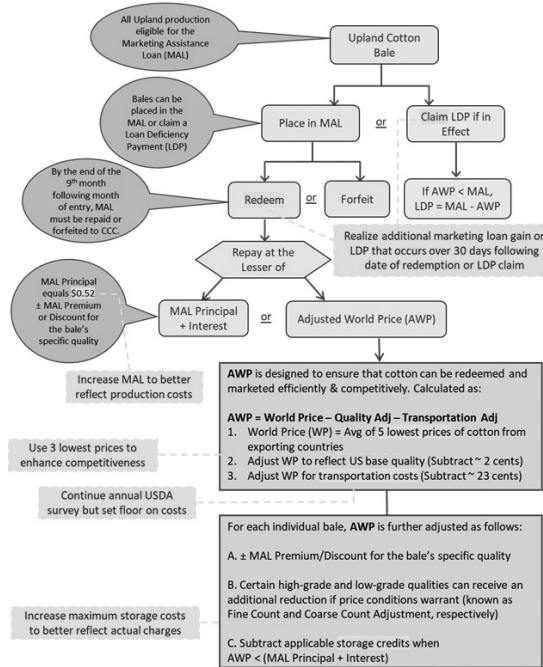 All Upland production
eligible for the
Marketing Assistance
Loan (MAL)
Upland Cotton
Bale
Bales can be
placed in the
MAL or claim a
Loan Deficiency
Payment (LDP)
Place in MAL
or
Claim LDP if in
Effect
By the end of the
9th month
following month
of entry, MAL
must be repaid or
forfeited to CCC.
Redeem
or
Forfeit
If AWP < MAL,
LDP = MAL - AWP
Realize additional marketing loan gain or
LDP that occurs over 30 days following
date of redemption or LDP claim
Repay at the
Lesser of
MAL Principal
equals $0.52
± MAL Premium
or Discount for
the bale's
specific quality
MAL Principal
+ Interest
or
Adjusted World Price (AWP)
Increase MAL to better
reflect production costs
AWP is designed to ensure that cotton can be redeemed and
marketed efficiently & competitively. Calculated as:
AWP = World Price – Quality Adj – Transportation Adj
1. World Price (WP) = Avg of 5 lowest prices of cotton from
exporting countries
2. Adjust WP to reflect US base quality (Subtract ~ 2 cents)
3. Adjust WP for transportation costs (Subtract ~ 23 cents)
Use 3 lowest prices to
enhance competitiveness
Continue annual USDA
survey but set floor on costs
For each individual bale, AWP is further adjusted as follows:
A. ± MAL Premium/Discount for the bale's specific quality
B. Certain high-grade and low-grade qualities can receive an
additional reduction if price conditions warrant (known as
Fine Count and Coarse Count Adjustment, respectively)
C. Subtract applicable storage credits when
AWP < (MAL Principal + Interest)
Increase maximum storage costs
to better reflect actual charges